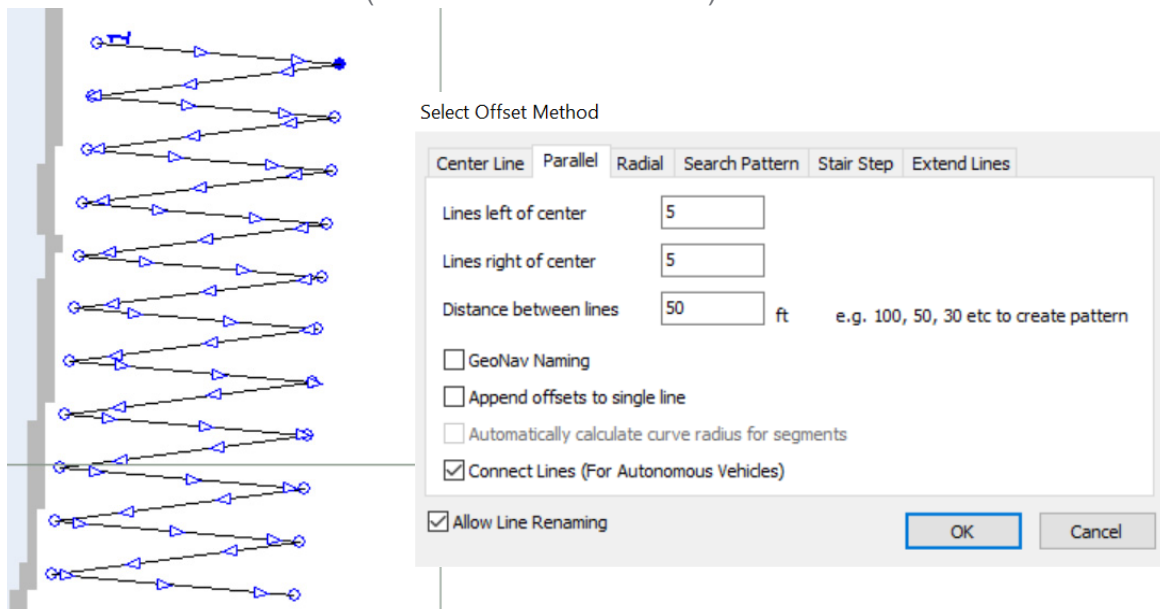 1
Select Offset Method
Center Line Parallel Radial Search Pattern Stair Step Extend Lines
Lines left of center 5
Lines right of center 5
Distance between lines 50 ft e.g. 100, 50, 30 etc to create pattern
GeoNav Naming
Append offsets to single line
Automatically calculate curve radius for segments
Connect Lines (For Autonomous Vehicles)
Allow Line Renaming
OK Cancel